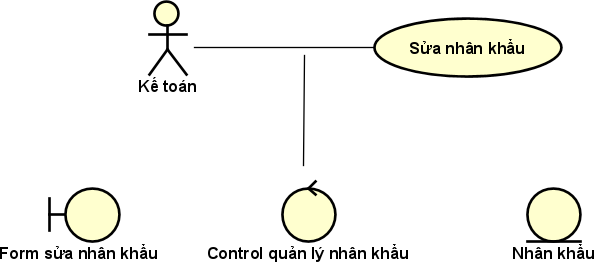 Sửa nhân khẩu
Kế toán
Form sửa nhân khẩu
Control quản lý nhân khẩu
Nhân khẩu